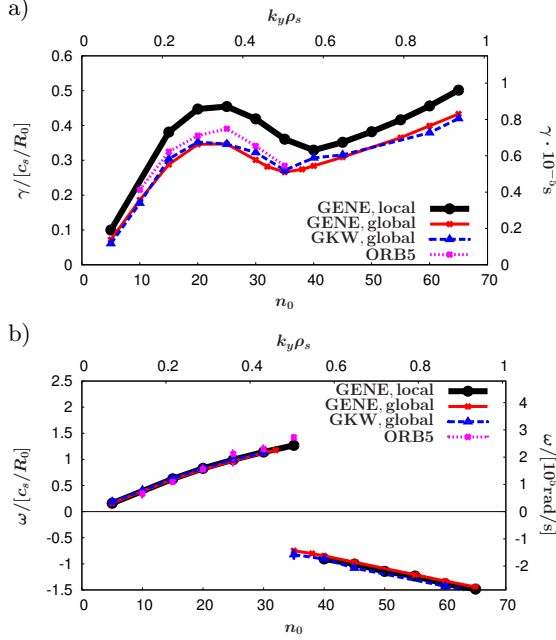 a)
k_yρ_s
0 0.2 0.4 0.6 0.8 1
0.6
0.5
0.4
0.3
0.2
0.1
0
γ/[c_s/R_0]
1
0.8
0.6
0.4
0.2
0
γ · 10^{-5}s
GENE, local
GENE, global
GKW, global
ORB5
0 10 20 30 40 50 60 70
n_0
b)
k_yρ_s
0 0.2 0.4 0.6 0.8 1
2.5
2
1.5
1
0.5
0
-0.5
-1
-1.5
ω/[c_s/R_0]
4
3
2
1
0
-1
-2
ω/[10^5rad/s]
GENE, local
GENE, global
GKW, global
ORB5
0 10 20 30 40 50 60 70
n_0